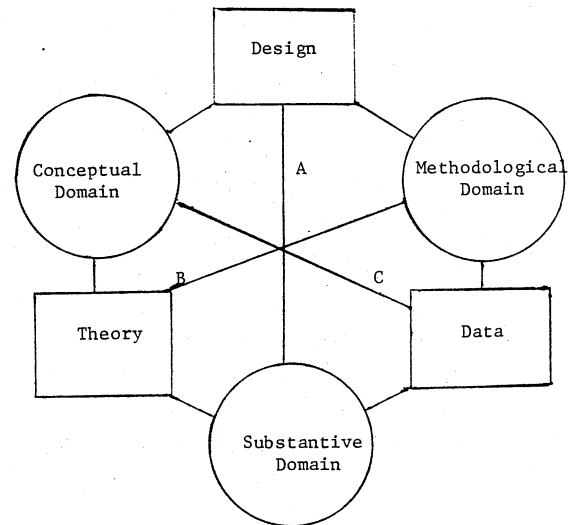 Design
Conceptual
Domain
A
Methodological
Domain
B
C
Theory
Data
Substantive
Domain